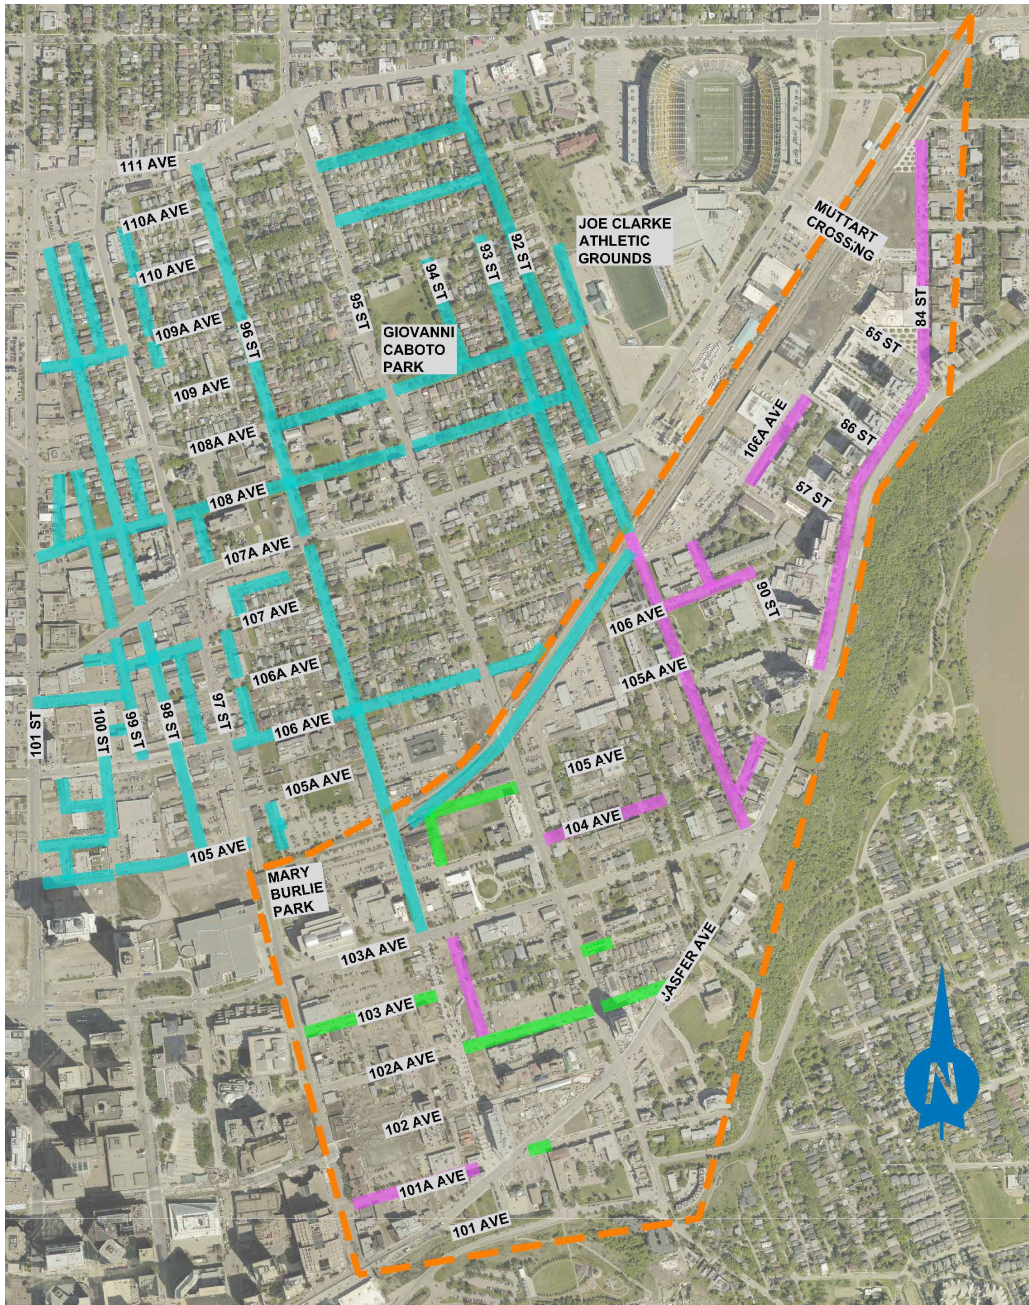 111 AVE
110A AVE
110 AVE
109A AVE
109 AVE
108A AVE
108 AVE
107A AVE
107 AVE
106A AVE
106 AVE
105A AVE
105 AVE
96 ST
95 ST
94 ST
93 ST
92 ST
JOE CLARKE
ATHLETIC
GROUNDS
GIOVANNI
CABOTO
PARK
MUTTART
CROSSING
84 ST
85 ST
86 ST
87 ST
106A AVE
90 ST
106 AVE
105A AVE
105 AVE
104 AVE
101 ST
100 ST
99 ST
98 ST
97 ST
MARY
BURLIE
PARK
103A AVE
103 AVE
102A AVE
102 AVE
101A AVE
101 AVE
JASPER AVE
N